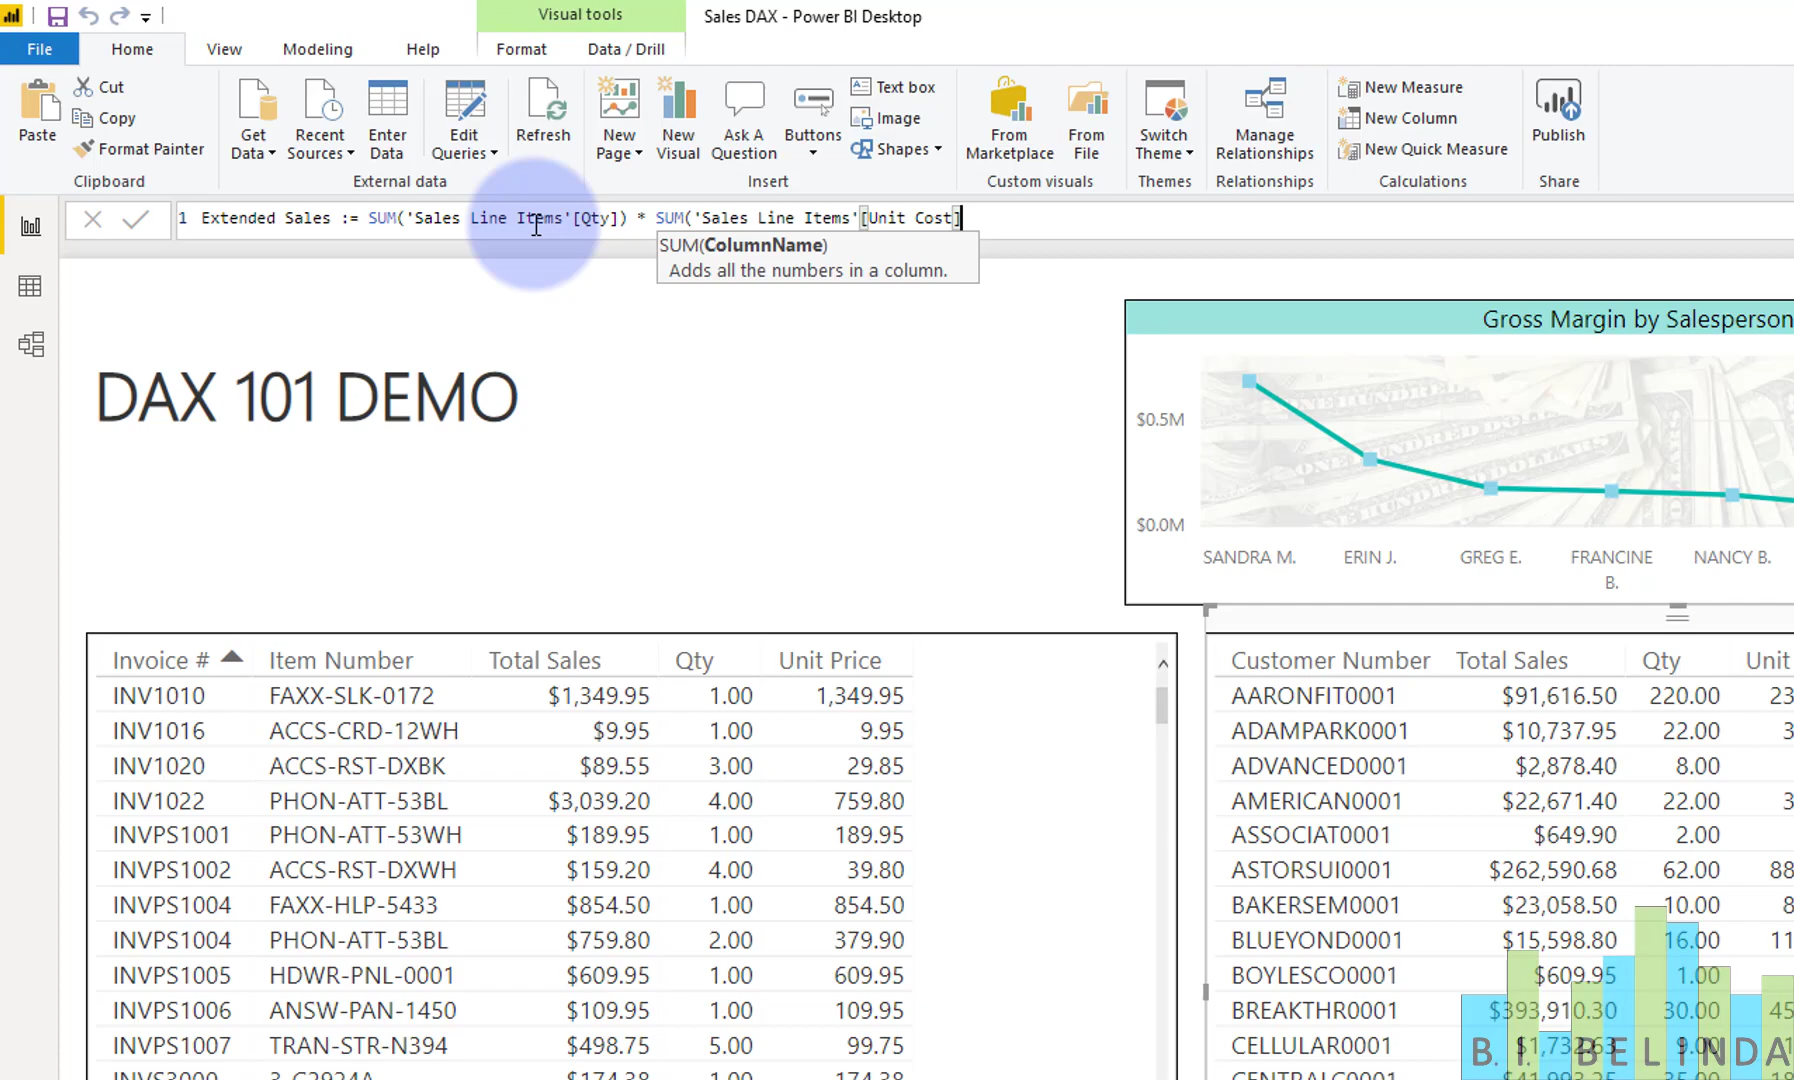 Visual tools
Sales DAX - Power BI Desktop
File Home View Modeling Help Format Data / Drill
Paste
Cut
Copy
Format Painter
Clipboard
Get Data
Recent Sources
Enter Data
Edit Queries
Refresh
External data
New Page
New Visual
Ask A Question
Buttons
Text box
Image
Shapes
Insert
From Marketplace
From File
Custom visuals
Switch Theme
Themes
Manage Relationships
Relationships
New Measure
New Column
New Quick Measure
Calculations
Publish
Share
1 Extended Sales := SUM('Sales Line Items'[Qty]) * SUM('Sales Line Items'[Unit Cost]
SUM(ColumnName)
Adds all the numbers in a column.
DAX 101 DEMO
Gross Margin by Salesperson
$0.5M
$0.0M
SANDRA M. ERIN J. GREG E. FRANCINE B. NANCY B.
Invoice # Item Number Total Sales Qty Unit Price
INV1010 FAXX-SLK-0172 $1,349.95 1.00 1,349.95
INV1016 ACCS-CRD-12WH $9.95 1.00 9.95
INV1020 ACCS-RST-DXBK $89.55 3.00 29.85
INV1022 PHON-ATT-53BL $3,039.20 4.00 759.80
INVPS1001 PHON-ATT-53WH $189.95 1.00 189.95
INVPS1002 ACCS-RST-DXWH $159.20 4.00 39.80
INVPS1004 FAXX-HLP-5433 $854.50 1.00 854.50
INVPS1004 PHON-ATT-53BL $759.80 2.00 379.90
INVPS1005 HDWR-PNL-0001 $609.95 1.00 609.95
INVPS1006 ANSW-PAN-1450 $109.95 1.00 109.95
INVPS1007 TRAN-STR-N394 $498.75 5.00 99.75
Customer Number Total Sales Qty Unit
AARONFIT0001 $91,616.50 220.00 23
ADAMPARK0001 $10,737.95 22.00 3
ADVANCED0001 $2,878.40 8.00
AMERICAN0001 $22,671.40 22.00 3
ASSOCIAT0001 $649.90 2.00
ASTORSUI0001 $262,590.68 62.00 88
BAKERSEM0001 $23,058.50 10.00 8
BLUEYOND0001 $15,598.80 16.00 11
BOYLESCO0001 $609.95 1.00
BREAKTHR0001 $393,910.30 30.00 45
CELLULAR0001 $1,732.63 9.00
B. I. BELINDA